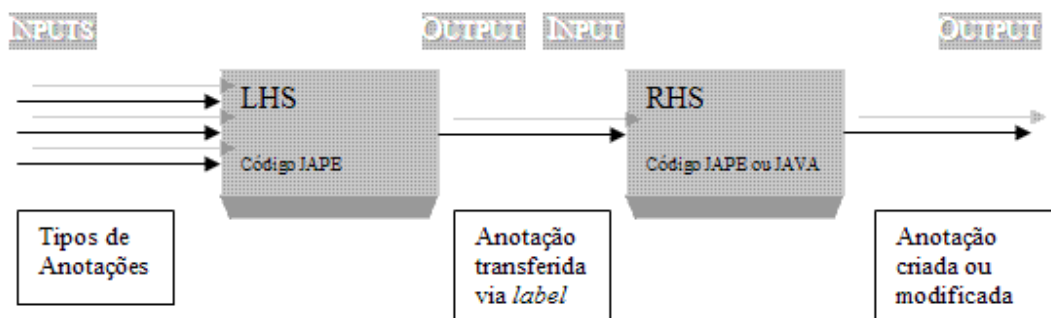 INPUTS OUTPUT INPUT OUTPUT
LHS
Código JAPE
RHS
Código JAPE ou JAVA
Tipos de
Anotações
Anotação
transferida
via label
Anotação
criada ou
modificada